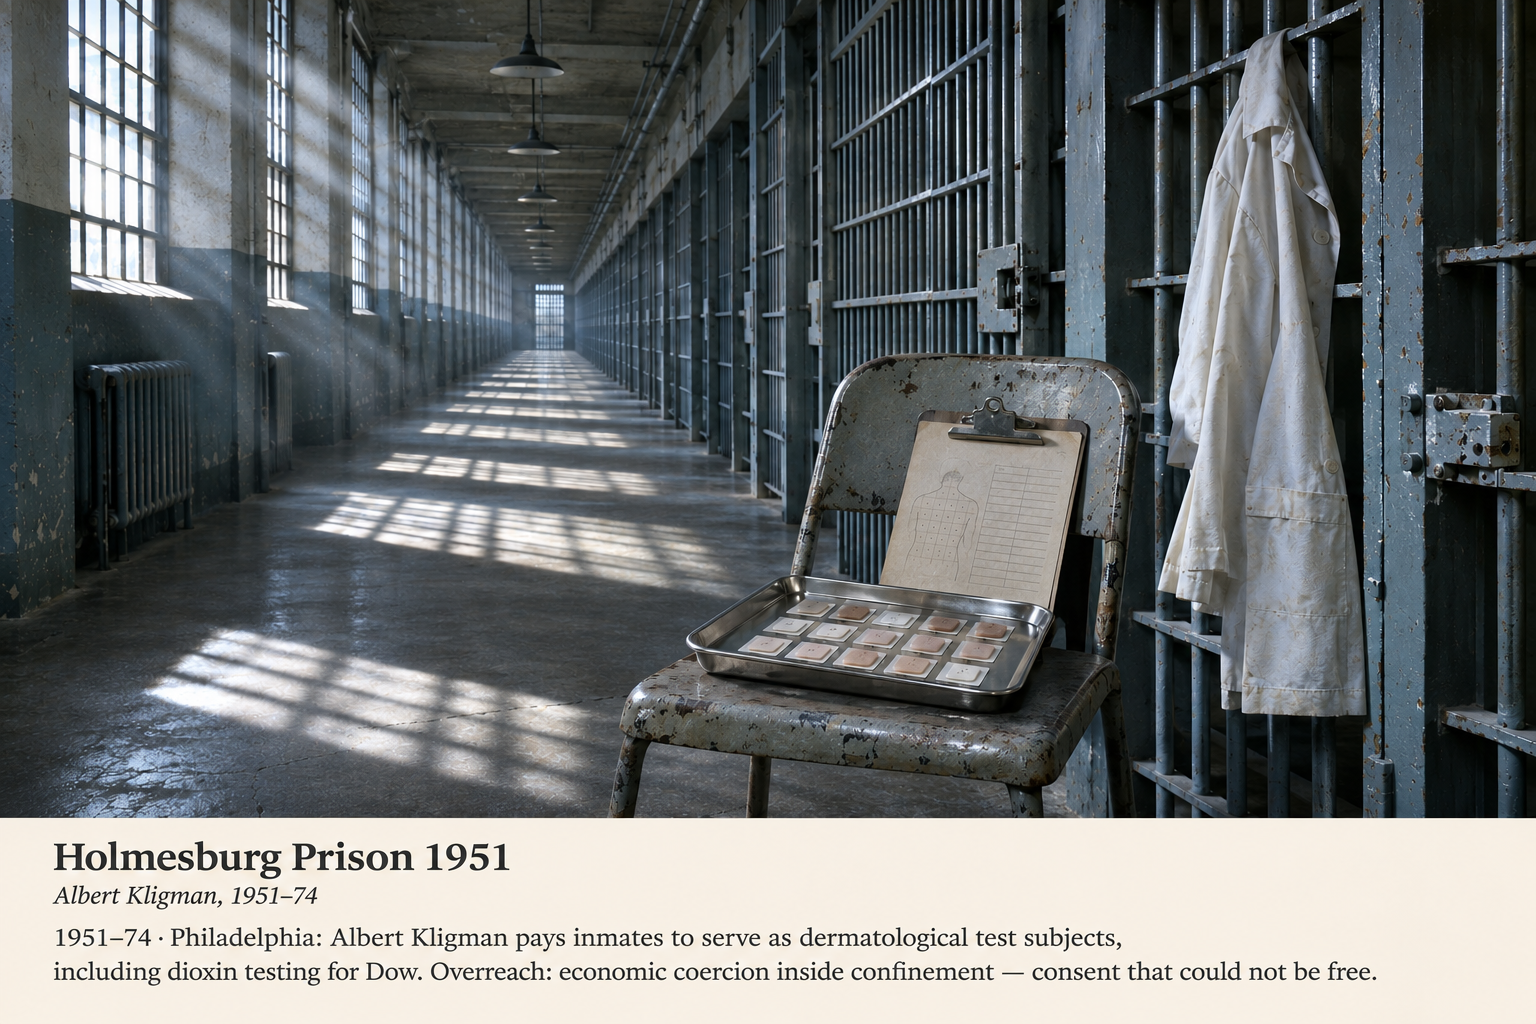 Holmesburg Prison 1951
Albert Kligman, 1951–74
1951–74 · Philadelphia: Albert Kligman pays inmates to serve as dermatological test subjects,
including dioxin testing for Dow. Overreach: economic coercion inside confinement — consent that could not be free.